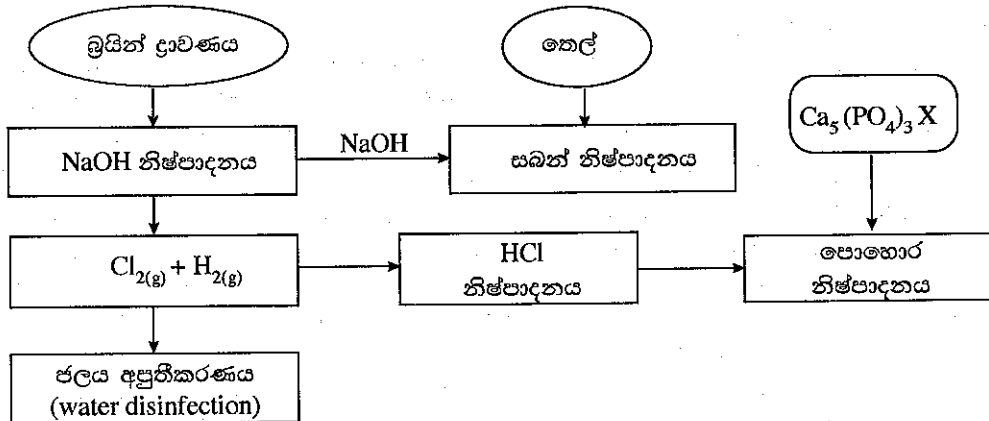 බ්‍රයින් ද්‍රාවණය
තෙල්
Ca₅(PO₄)₃X
NaOH නිෂ්පාදනය
NaOH
සබන් නිෂ්පාදනය
Cl₂(g) + H₂(g)
HCl
නිෂ්පාදනය
පොහොර
නිෂ්පාදනය
ජලය අපුතීකරණය
(water disinfection)